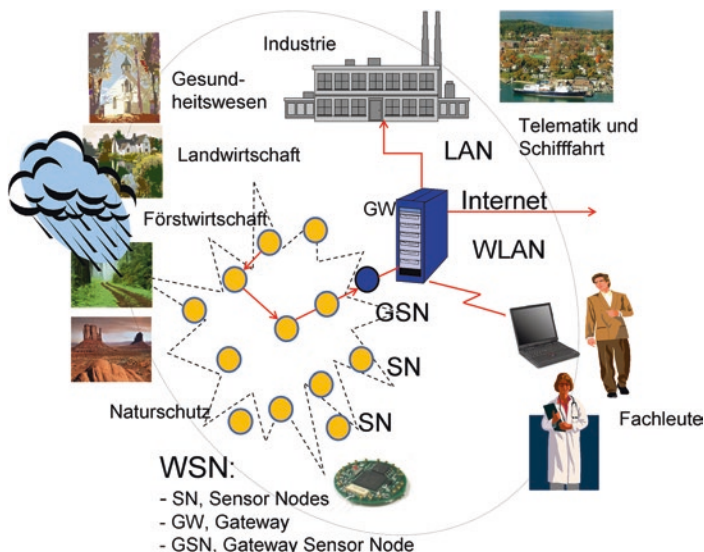 Industrie
Gesund-
heitswesen
Telematik und
Schifffahrt
Landwirtschaft
LAN
Förstwirtschaft
GW
Internet
WLAN
GSN
SN
Naturschutz
SN
Fachleute
WSN:
- SN, Sensor Nodes
- GW, Gateway
- GSN, Gateway Sensor Node